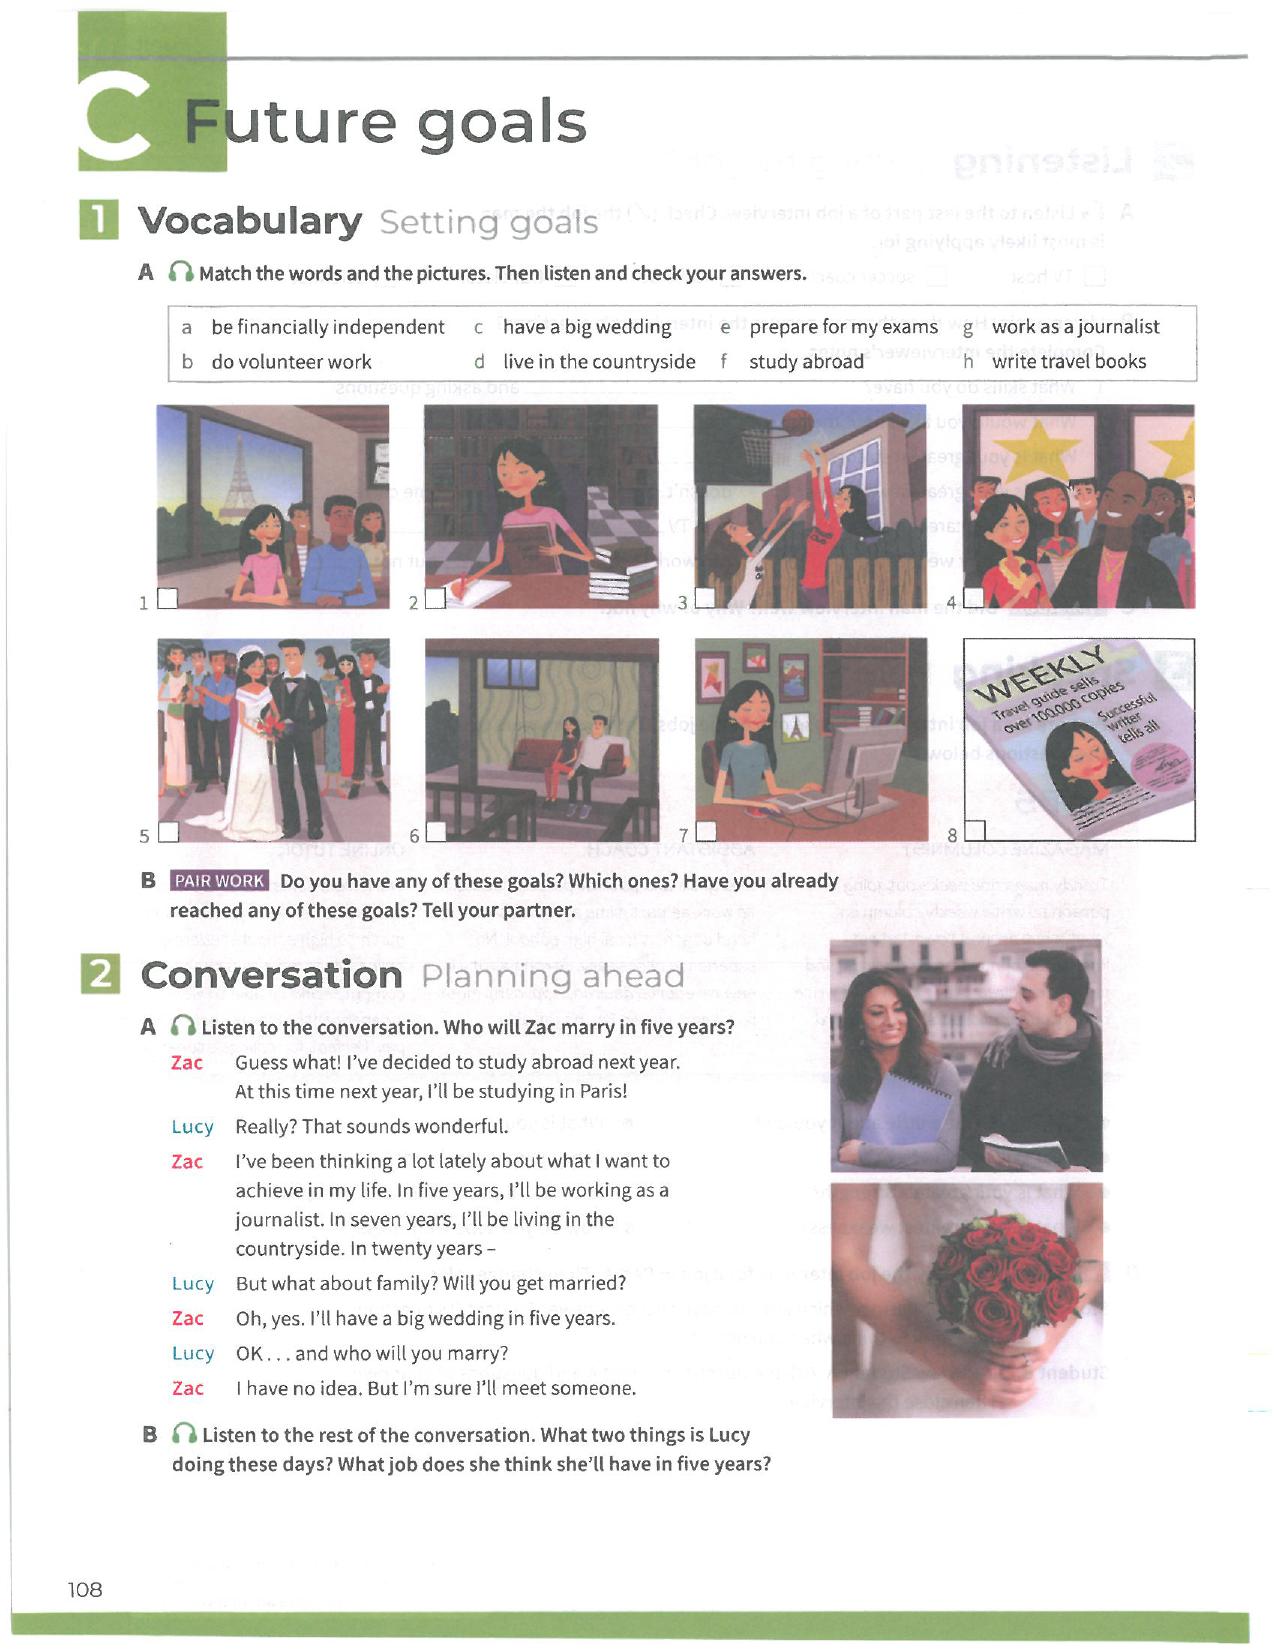 C Future goals
1 Vocabulary Setting goals
A Match the words and the pictures. Then listen and check your answers.
a be financially independent c have a big wedding e prepare for my exams g work as a journalist
b do volunteer work d live in the countryside f study abroad h write travel books
1 2 3 4
WEEKLY
Travel guide sells
over 100,000 copies
Successful
writer
tells all
5 6 7 8
B PAIR WORK Do you have any of these goals? Which ones? Have you already
reached any of these goals? Tell your partner.
2 Conversation Planning ahead
A Listen to the conversation. Who will Zac marry in five years?
Zac Guess what! I've decided to study abroad next year.
At this time next year, I'll be studying in Paris!
Lucy Really? That sounds wonderful.
Zac I've been thinking a lot lately about what I want to
achieve in my life. In five years, I'll be working as a
journalist. In seven years, I'll be living in the
countryside. In twenty years –
Lucy But what about family? Will you get married?
Zac Oh, yes. I'll have a big wedding in five years.
Lucy OK . . . and who will you marry?
Zac I have no idea. But I'm sure I'll meet someone.
B Listen to the rest of the conversation. What two things is Lucy
doing these days? What job does she think she'll have in five years?
108